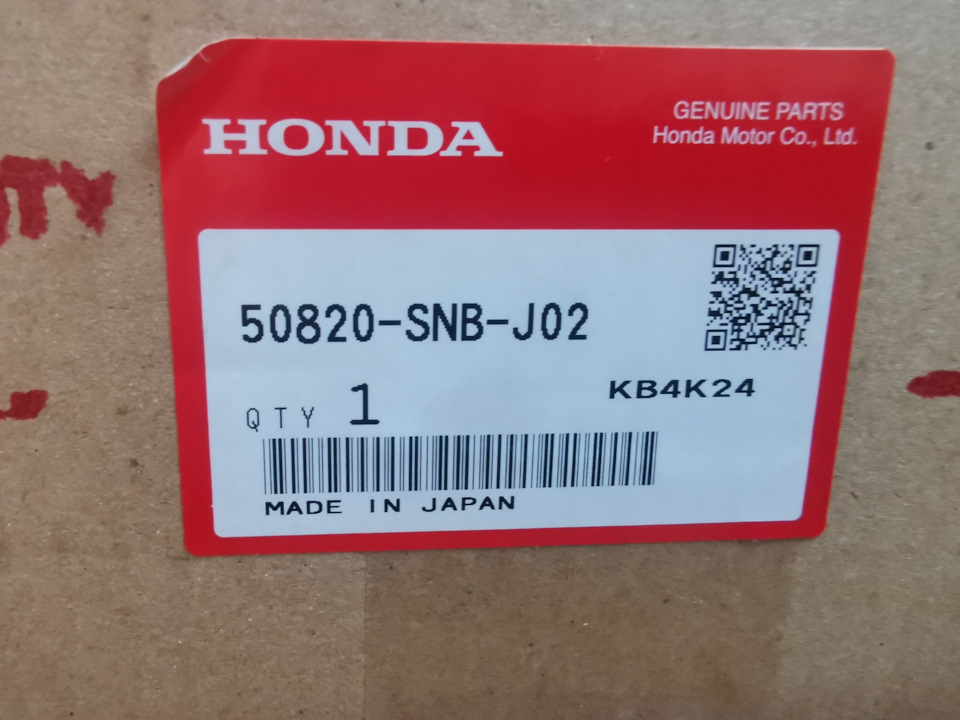 HONDA
GENUINE PARTS
Honda Motor Co., Ltd.
50820-SNB-J02
KB4K24
QTY 1
MADE IN JAPAN